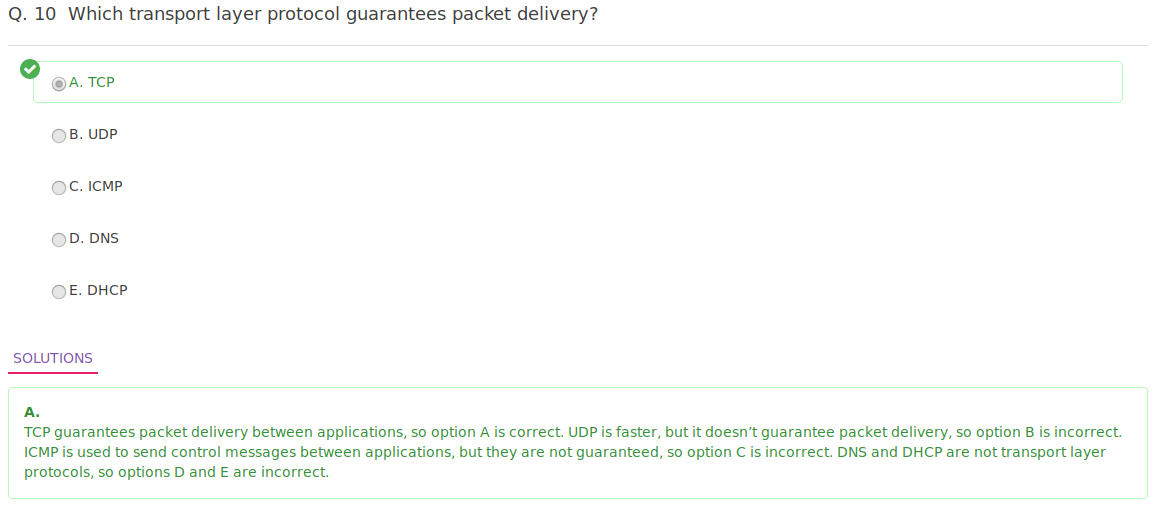 Q. 10 Which transport layer protocol guarantees packet delivery?
A. TCP
B. UDP
C. ICMP
D. DNS
E. DHCP
SOLUTIONS
A.
TCP guarantees packet delivery between applications, so option A is correct. UDP is faster, but it doesn’t guarantee packet delivery, so option B is incorrect.
ICMP is used to send control messages between applications, but they are not guaranteed, so option C is incorrect. DNS and DHCP are not transport layer
protocols, so options D and E are incorrect.